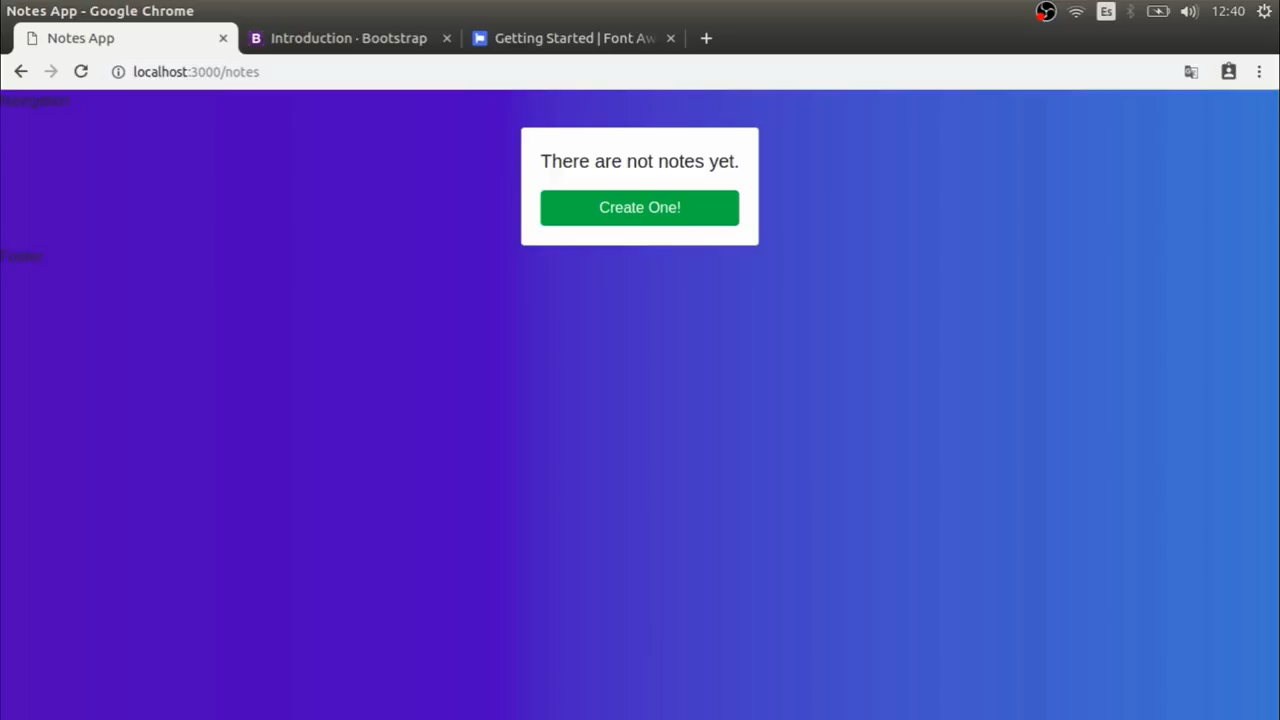 Notes App - Google Chrome
Es
12:40
Notes App
B Introduction · Bootstrap
Getting Started | Font Aw
localhost:3000/notes
Navigation
There are not notes yet.
Create One!
Footer